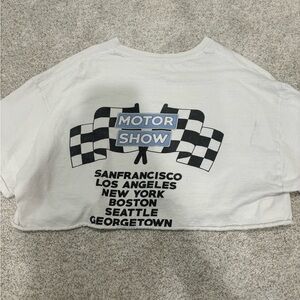 MOTOR
SHOW
SANFRANCISCO
LOS ANGELES
NEW YORK
BOSTON
SEATTLE
GEORGETOWN